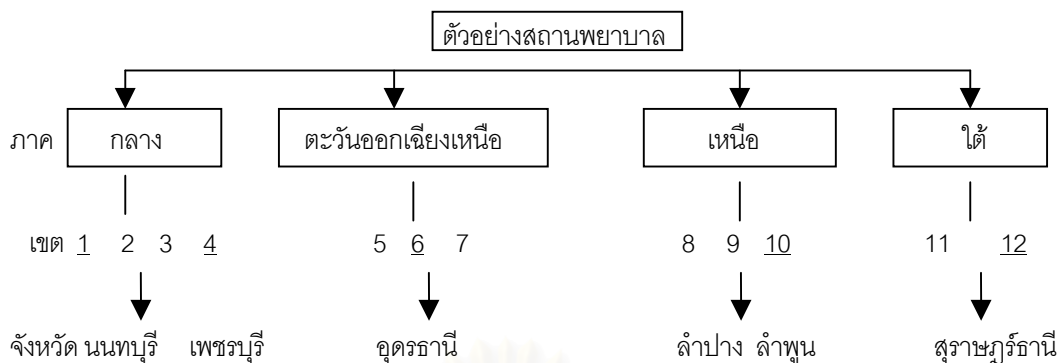 ตัวอย่างสถานพยาบาล
ภาค กลาง ตะวันออกเฉียงเหนือ เหนือ ใต้
เขต 1 2 3 4 5 6 7 8 9 10 11 12
จังหวัด นนทบุรี เพชรบุรี อุดรธานี ลำปาง ลำพูน สุราษฎร์ธานี